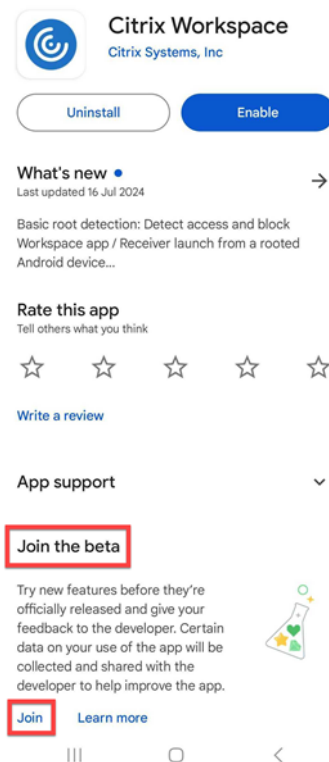 Citrix Workspace
Citrix Systems, Inc
Uninstall
Enable
What's new
Last updated 16 Jul 2024
Basic root detection: Detect access and block
Workspace app / Receiver launch from a rooted
Android device...
Rate this app
Tell others what you think
Write a review
App support
Join the beta
Try new features before they're
officially released and give your
feedback to the developer. Certain
data on your use of the app will be
collected and shared with the
developer to help improve the app.
Join
Learn more